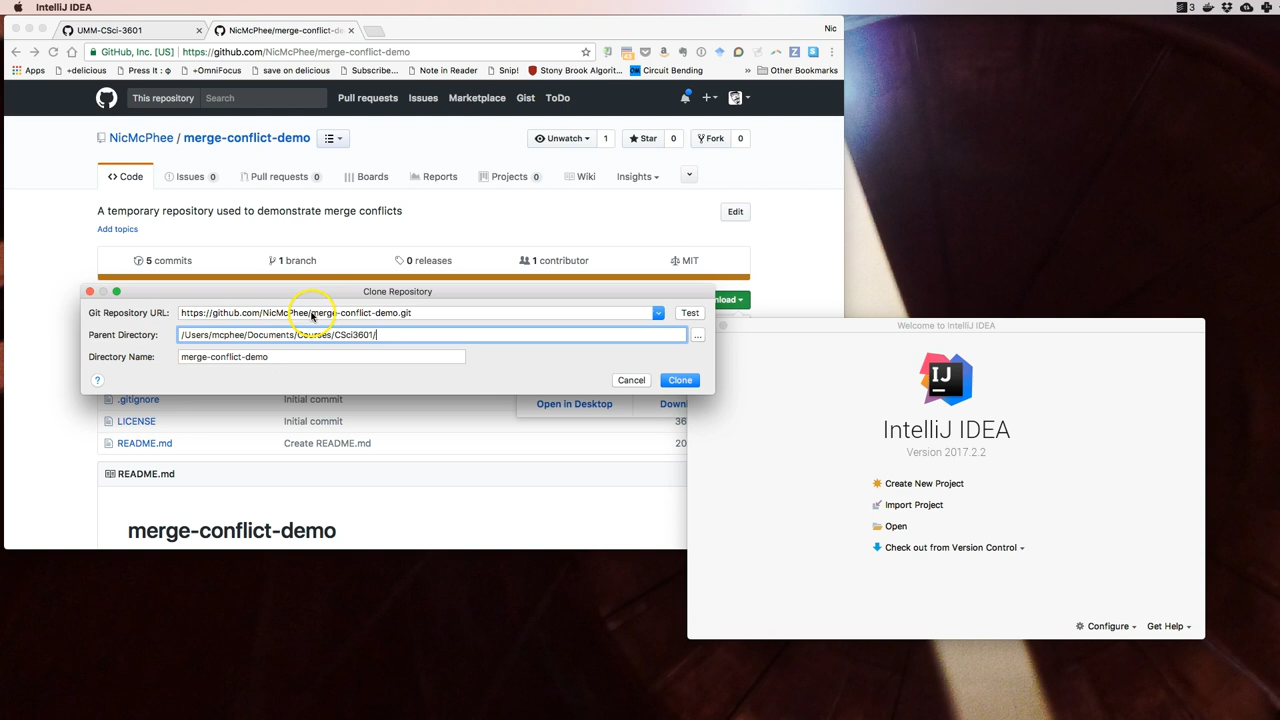 IntelliJ IDEA
3
UMM-CSci-3601
NicMcPhee/merge-conflict-de
Nic
GitHub, Inc. [US]
https://github.com/NicMcPhee/merge-conflict-demo
Apps
+delicious
Press It : φ
+OmniFocus
save on delicious
Subscribe...
Note in Reader
Snip!
Stony Brook Algorit...
Circuit Bending
»
Other Bookmarks
This repository
Search
Pull requests
Issues
Marketplace
Gist
ToDo
NicMcPhee / merge-conflict-demo
Unwatch
1
Star
0
Fork
0
Code
Issues 0
Pull requests 0
Boards
Reports
Projects 0
Wiki
Insights
A temporary repository used to demonstrate merge conflicts
Edit
Add topics
5 commits
1 branch
0 releases
1 contributor
MIT
nload
Clone Repository
Git Repository URL:
https://github.com/NicMcPhee/merge-conflict-demo.git
Test
Parent Directory:
/Users/mcphee/Documents/Courses/CSci3601/
...
Directory Name:
merge-conflict-demo
?
Cancel
Clone
Open in Desktop
Downl
.gitignore
Initial commit
LICENSE
Initial commit
36
README.md
Create README.md
20
README.md
merge-conflict-demo
Welcome to IntelliJ IDEA
IJ
IntelliJ IDEA
Version 2017.2.2
Create New Project
Import Project
Open
Check out from Version Control
Configure
Get Help